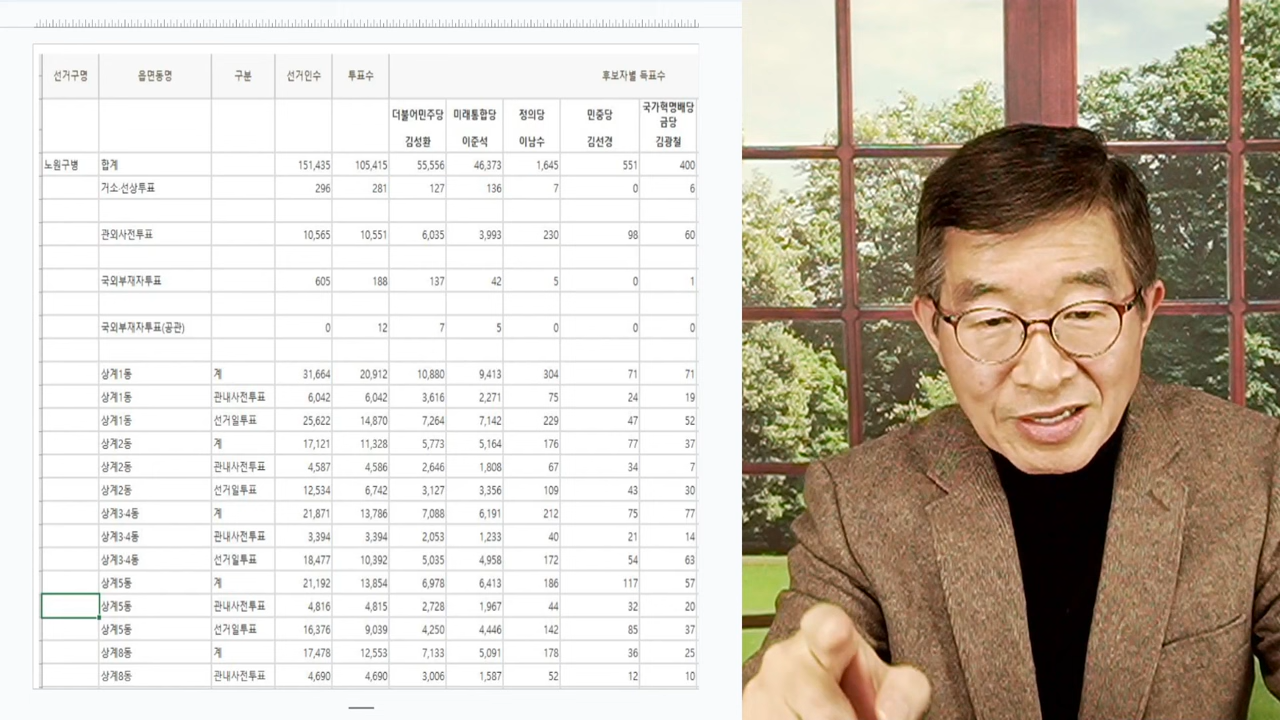 선거구명 읍면동명 구분 선거인수 투표수 후보자별 득표수
더불어민주당 미래통합당 정의당 민중당 국가혁명배당금당
김성환 이준석 이남수 김선경 김광철
노원구병 합계 151,435 105,415 55,556 46,373 1,645 551 400
거소·선상투표 296 281 127 136 7 0 6
관외사전투표 10,565 10,551 6,035 3,993 230 98 60
국외부재자투표 605 188 137 42 5 0 1
국외부재자투표(공관) 0 12 7 5 0 0 0
상계1동 계 31,664 20,912 10,880 9,413 304 71 71
상계1동 관내사전투표 6,042 6,042 3,616 2,271 75 24 19
상계1동 선거일투표 25,622 14,870 7,264 7,142 229 47 52
상계2동 계 17,121 11,328 5,773 5,164 176 77 37
상계2동 관내사전투표 4,587 4,586 2,646 1,808 67 34 7
상계2동 선거일투표 12,534 6,742 3,127 3,356 109 43 30
상계3·4동 계 21,871 13,786 7,088 6,191 212 75 77
상계3·4동 관내사전투표 3,394 3,394 2,053 1,233 40 21 14
상계3·4동 선거일투표 18,477 10,392 5,035 4,958 172 54 63
상계5동 계 21,192 13,854 6,978 6,413 186 117 57
상계5동 관내사전투표 4,816 4,815 2,728 1,967 44 32 20
상계5동 선거일투표 16,376 9,039 4,250 4,446 142 85 37
상계8동 계 17,478 12,553 7,133 5,091 178 36 25
상계8동 관내사전투표 4,690 4,690 3,006 1,587 52 12 10